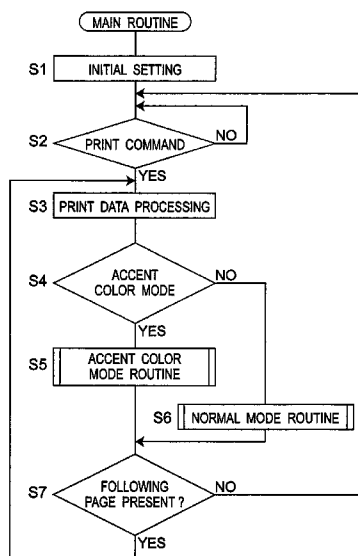 MAIN ROUTINE
S1
INITIAL SETTING
S2
PRINT COMMAND
NO
YES
S3
PRINT DATA PROCESSING
S4
ACCENT
COLOR MODE
NO
YES
S5
ACCENT COLOR
MODE ROUTINE
S6
NORMAL MODE ROUTINE
S7
FOLLOWING
PAGE PRESENT?
NO
YES